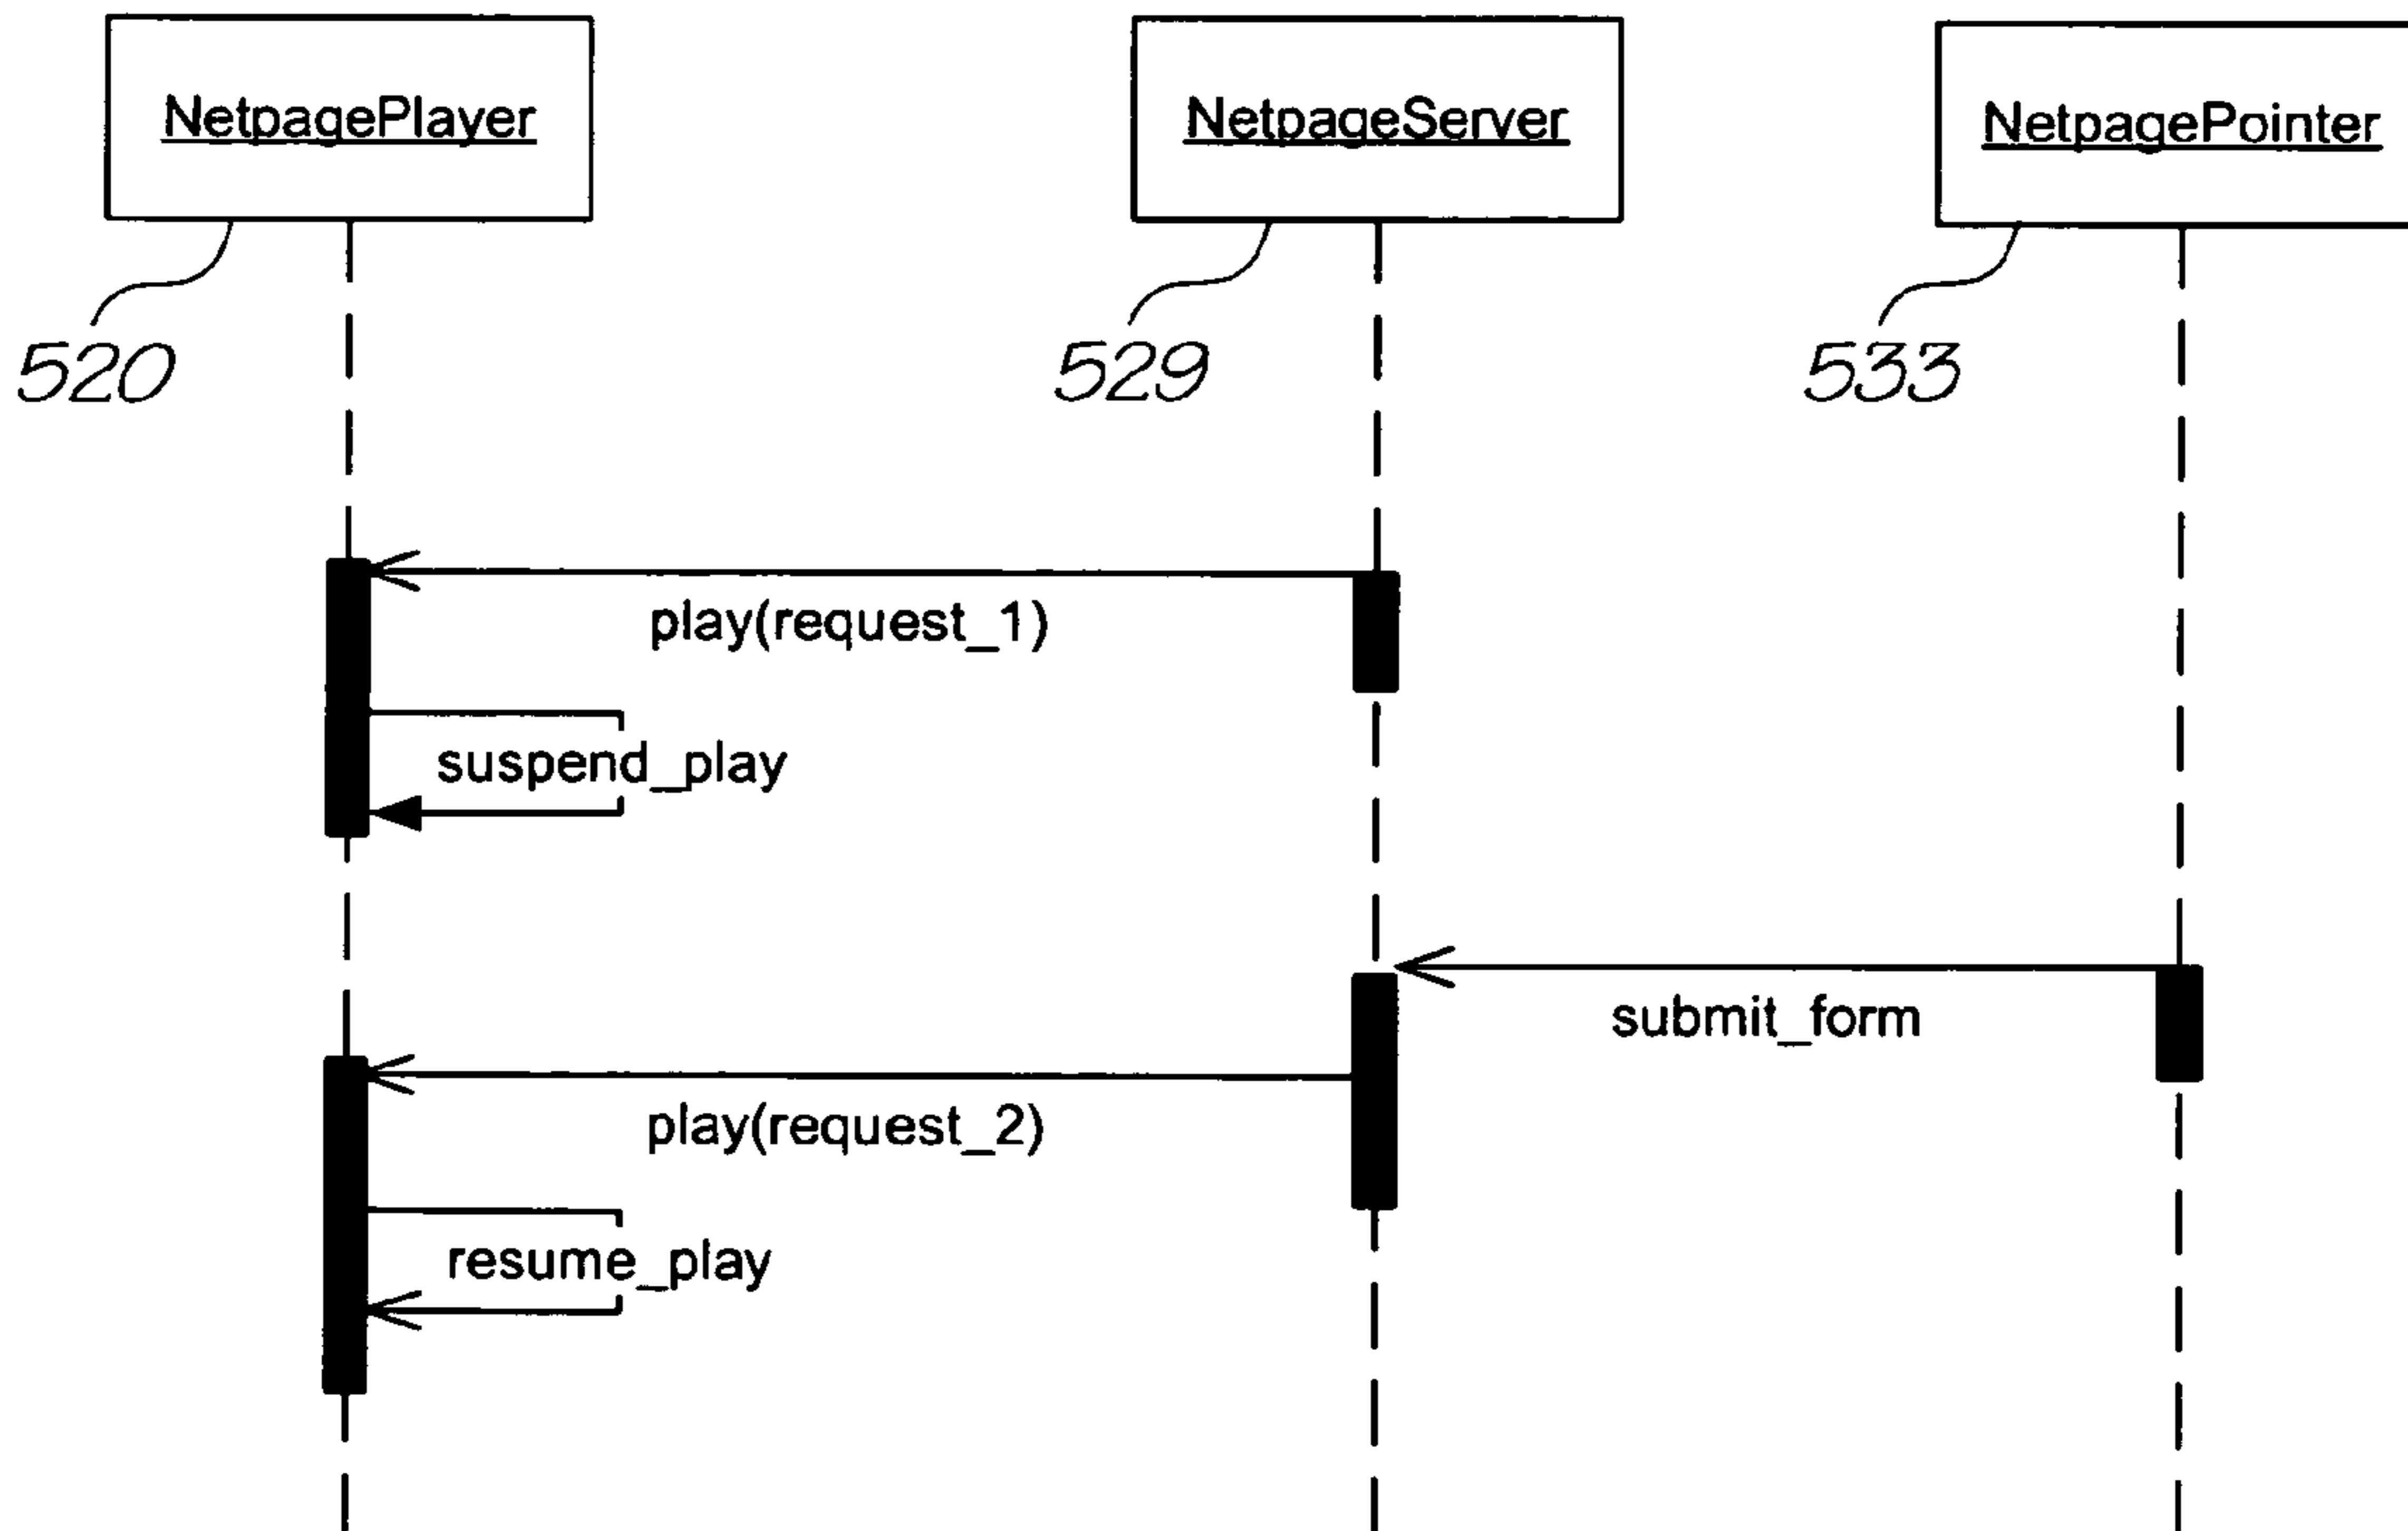 NetpagePlayer
NetpageServer
NetpagePointer
520
529
533
play(request_1)
suspend_play
submit_form
play(request_2)
resume_play